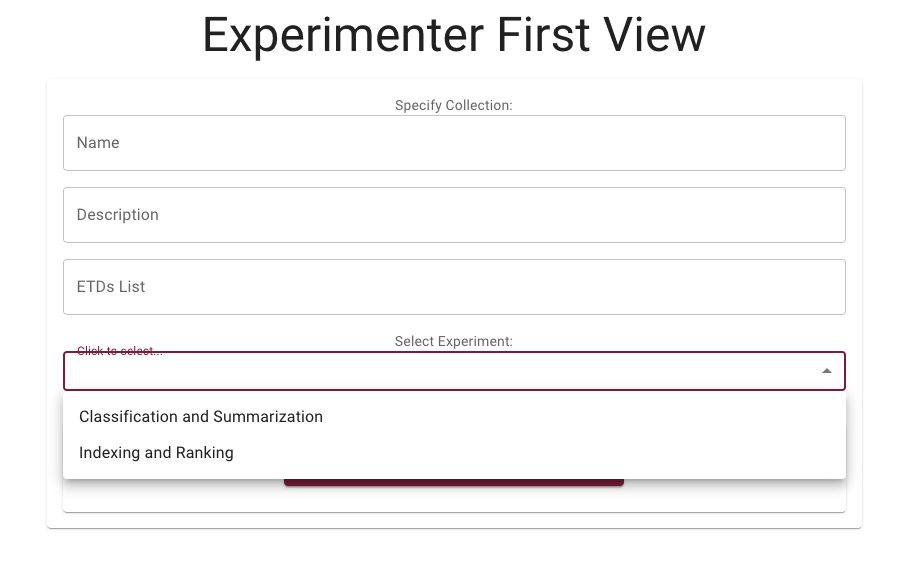 Experimenter First View
Specify Collection:
Name
Description
ETDs List
Select Experiment:
Click to select...
Classification and Summarization
Indexing and Ranking